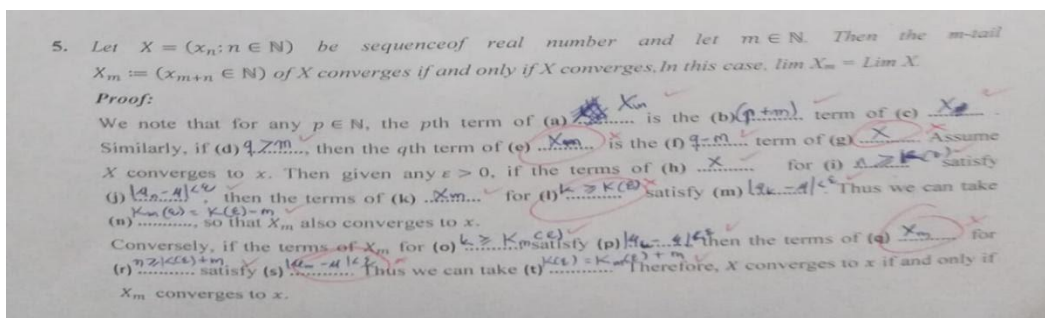 5. Let X = (xₙ: n ∈ N) be sequenceof real number and let m ∈ N. Then the m-tail
Xₘ := (xₘ₊ₙ ∈ N) of X converges if and only if X converges. In this case, lim Xₘ = Lim X.
Proof:
We note that for any p ∈ N, the pth term of (a) Xₘ is the (b) (p+m) term of (c) X
Similarly, if (d) q > m, then the qth term of (e) Xₘ is the (f) q-m term of (g) X. Assume
X converges to x. Then given any ε > 0, if the terms of (h) X for (i) n ≥ K(ε) satisfy
(j) |xₙ-x|<ε, then the terms of (k) Xₘ for (l) k ≥ K(ε) satisfy (m) |xₖ-x|<ε Thus we can take
(n) Kₘ(ε) = K(ε)-m, so that Xₘ also converges to x.
Conversely, if the terms of Xₘ for (o) k ≥ Kₘ(ε) satisfy (p) then the terms of (q) Xₘ for
(r) n ≥ K(ε)+m satisfy (s) Thus we can take (t) K(ε) = Kₘ(ε)+m Therefore, X converges to x if and only if
Xₘ converges to x.